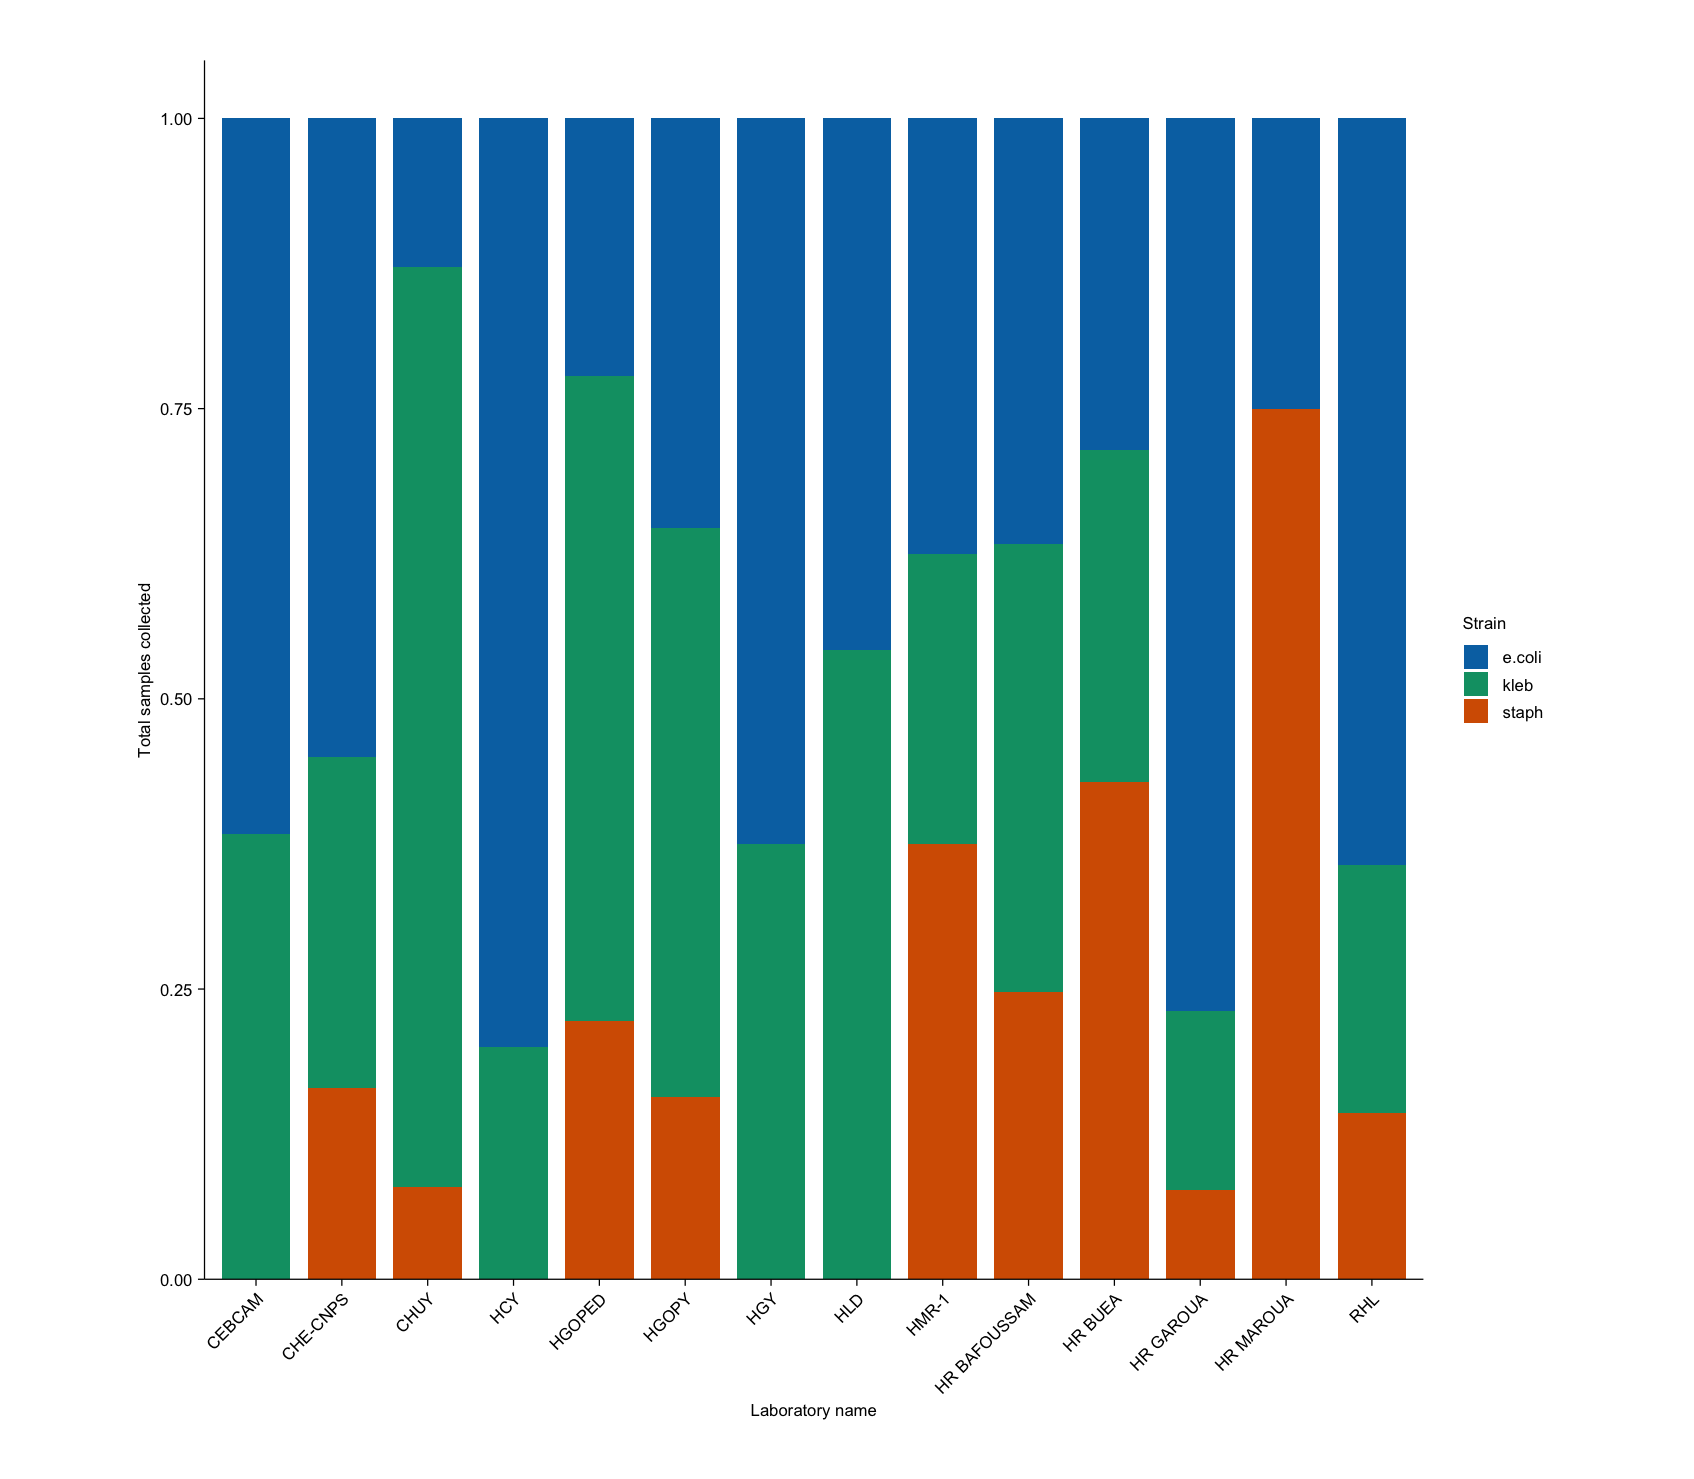 1.00
0.75
0.50
0.25
0.00
Total samples collected
CEBCAM
CHE-CNPS
CHUY
HCY
HGOPED
HGOPY
HGY
HLD
HMR-1
HR BAFOUSSAM
HR BUEA
HR GAROUA
HR MAROUA
RHL
Laboratory name
Strain
e.coli
kleb
staph